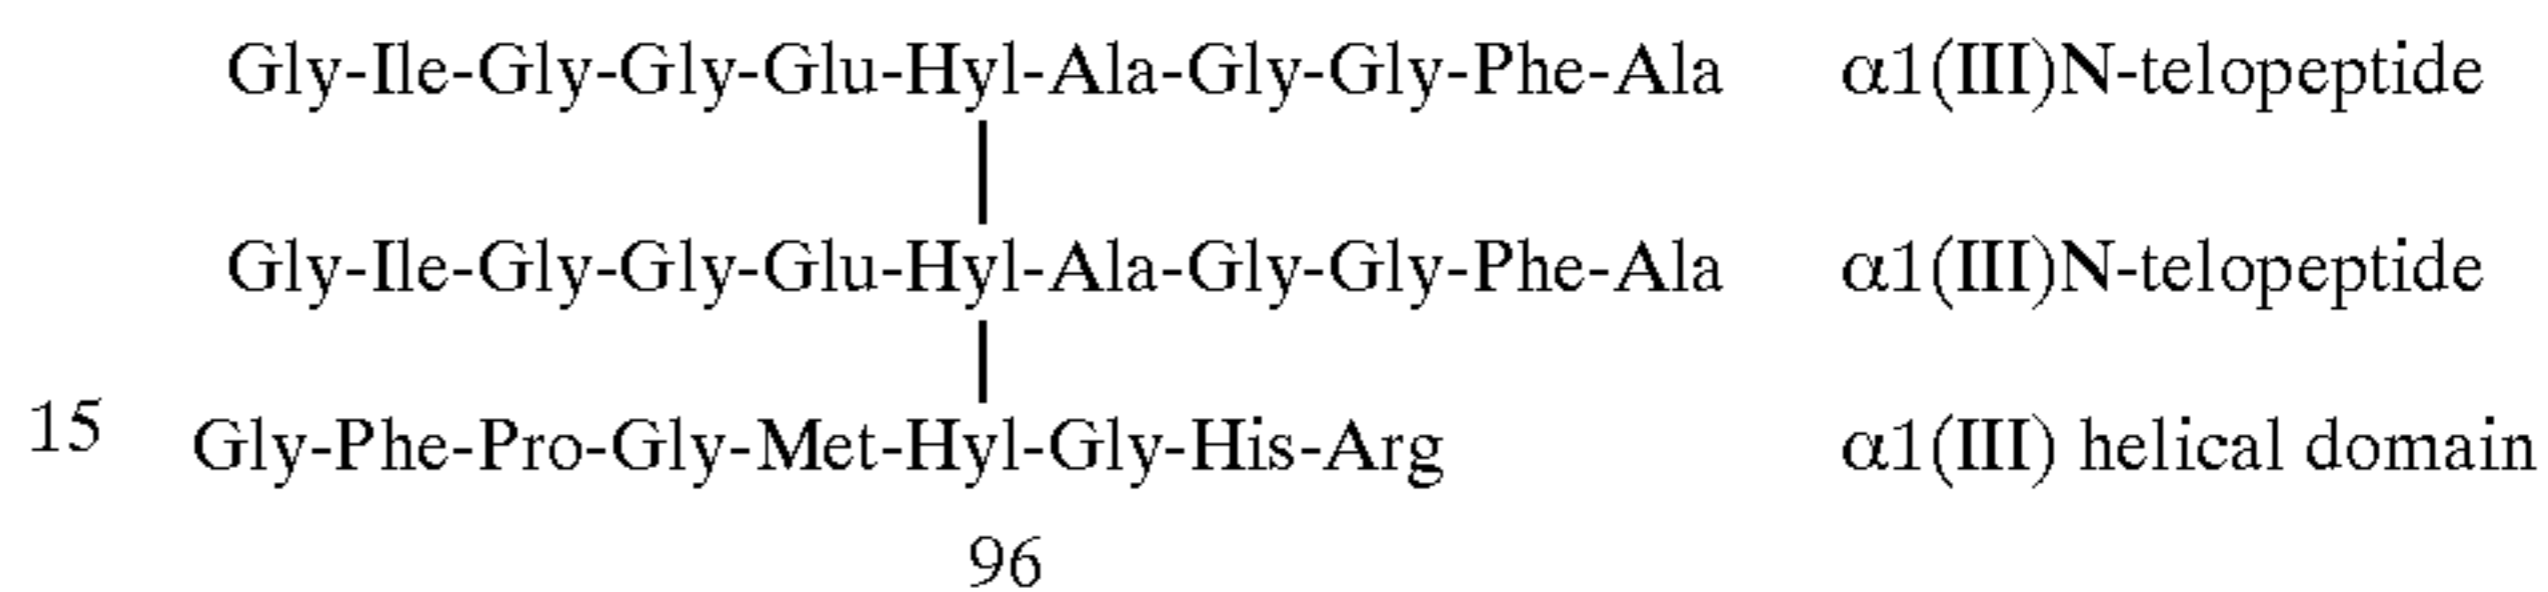 Gly-Ile-Gly-Gly-Glu-Hyl-Ala-Gly-Gly-Phe-Ala α1(III)N-telopeptide
Gly-Ile-Gly-Gly-Glu-Hyl-Ala-Gly-Gly-Phe-Ala α1(III)N-telopeptide
15 Gly-Phe-Pro-Gly-Met-Hyl-Gly-His-Arg α1(III) helical domain
96